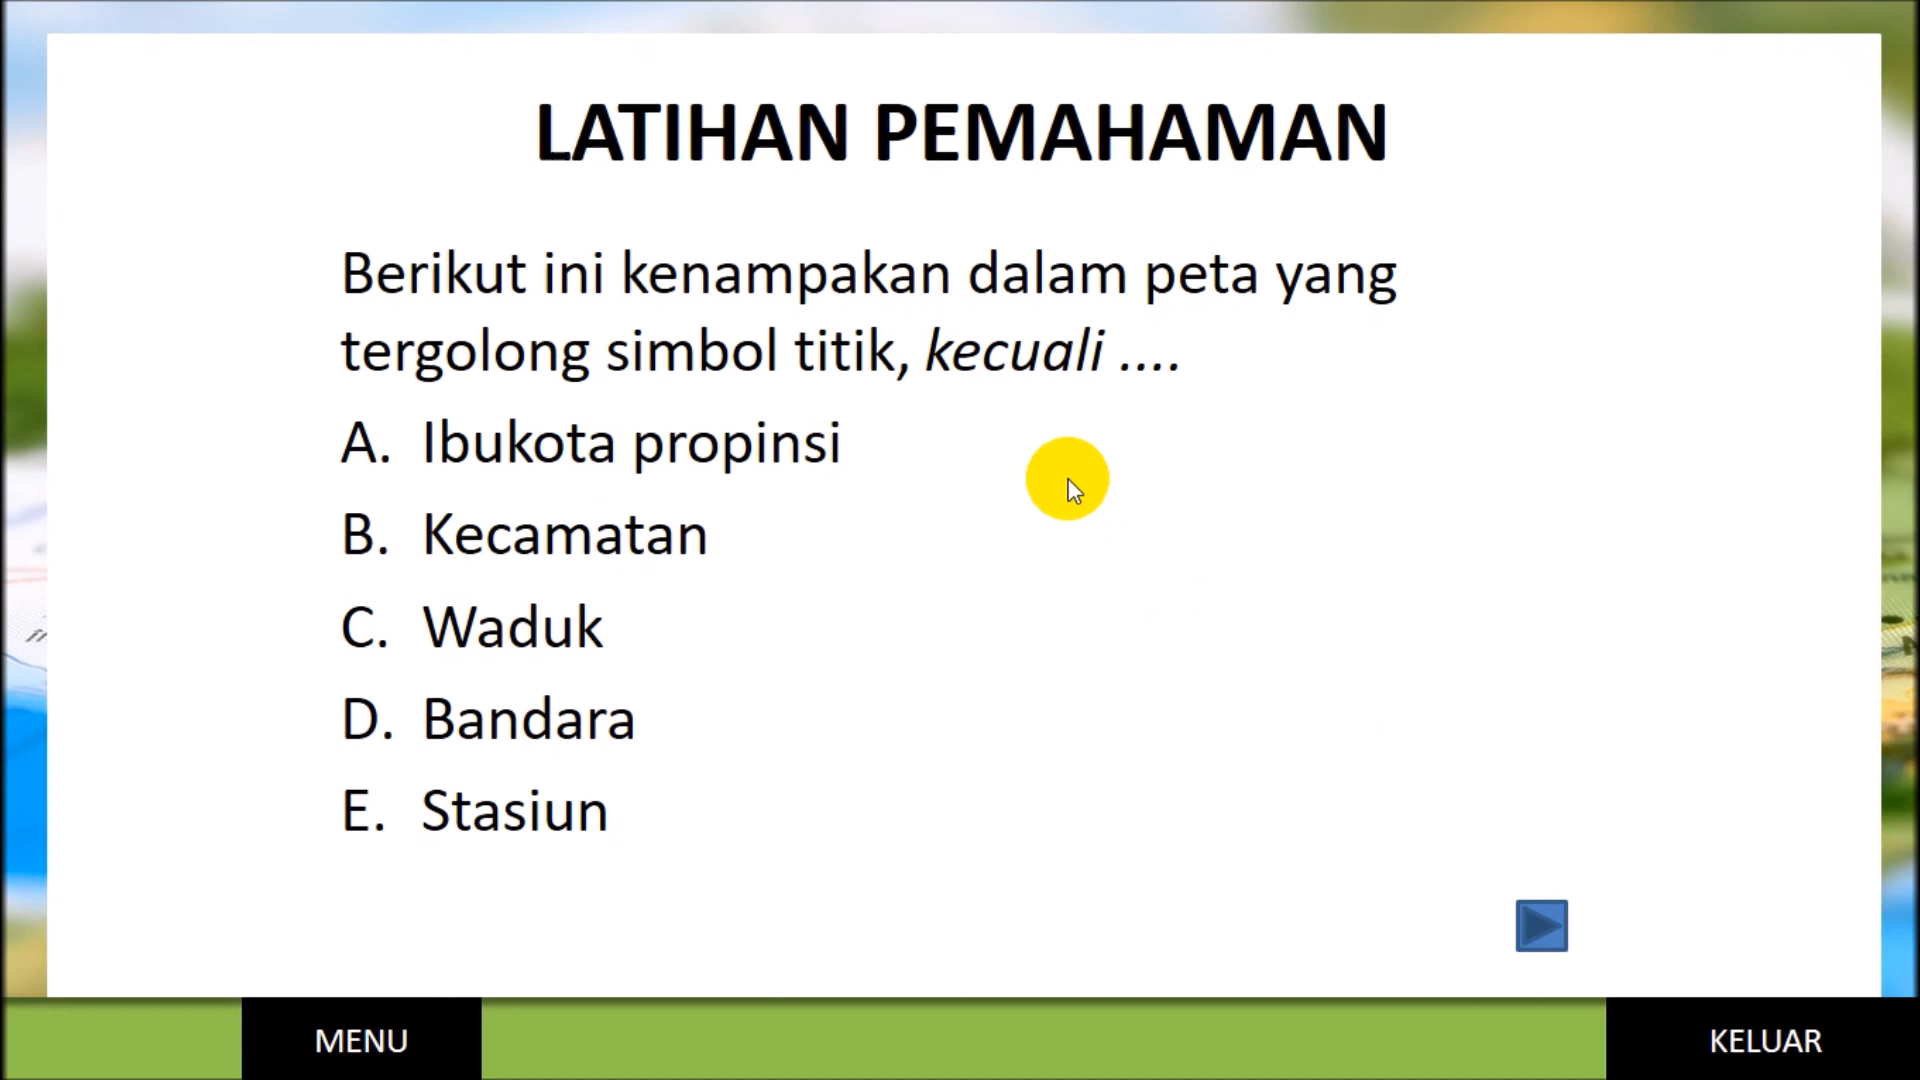 LATIHAN PEMAHAMAN
Berikut ini kenampakan dalam peta yang
tergolong simbol titik, kecuali ....
A. Ibukota propinsi
B. Kecamatan
C. Waduk
D. Bandara
E. Stasiun
MENU
KELUAR